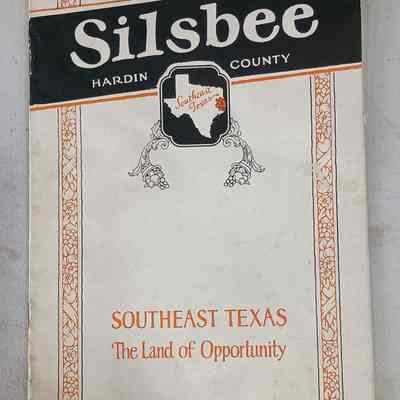 Silsbee
HARDIN COUNTY
Southeast
Texas
SOUTHEAST TEXAS
The Land of Opportunity